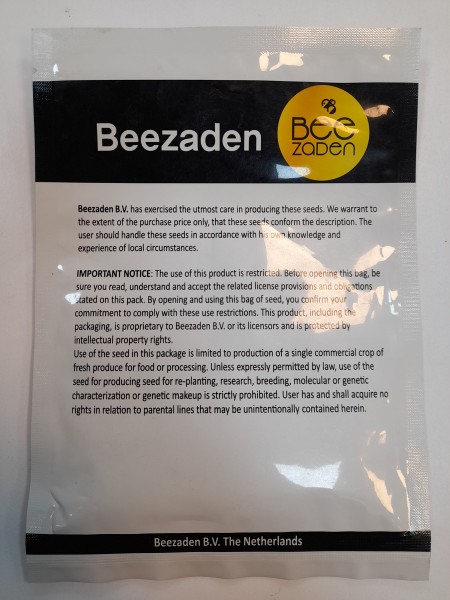 Beezaden
Bee
zaden
Beezaden B.V. has exercised the utmost care in producing these seeds. We warrant to
the extent of the purchase price only, that these seeds conform the description. The
user should handle these seeds in accordance with his own knowledge and
experience of local circumstances.
IMPORTANT NOTICE: The use of this product is restricted. Before opening this bag, be
sure you read, understand and accept the related license provisions and obligations
stated on this pack. By opening and using this bag of seed, you confirm your
commitment to comply with these use restrictions. This product, including the
packaging, is proprietary to Beezaden B.V. or its licensors and is protected by
intellectual property rights.
Use of the seed in this package is limited to production of a single commercial crop of
fresh produce for food or processing. Unless expressly permitted by law, use of the
seed for producing seed for re-planting, research, breeding, molecular or genetic
characterization or genetic makeup is strictly prohibited. User has and shall acquire no
rights in relation to parental lines that may be unintentionally contained herein.
Beezaden B.V. The Netherlands